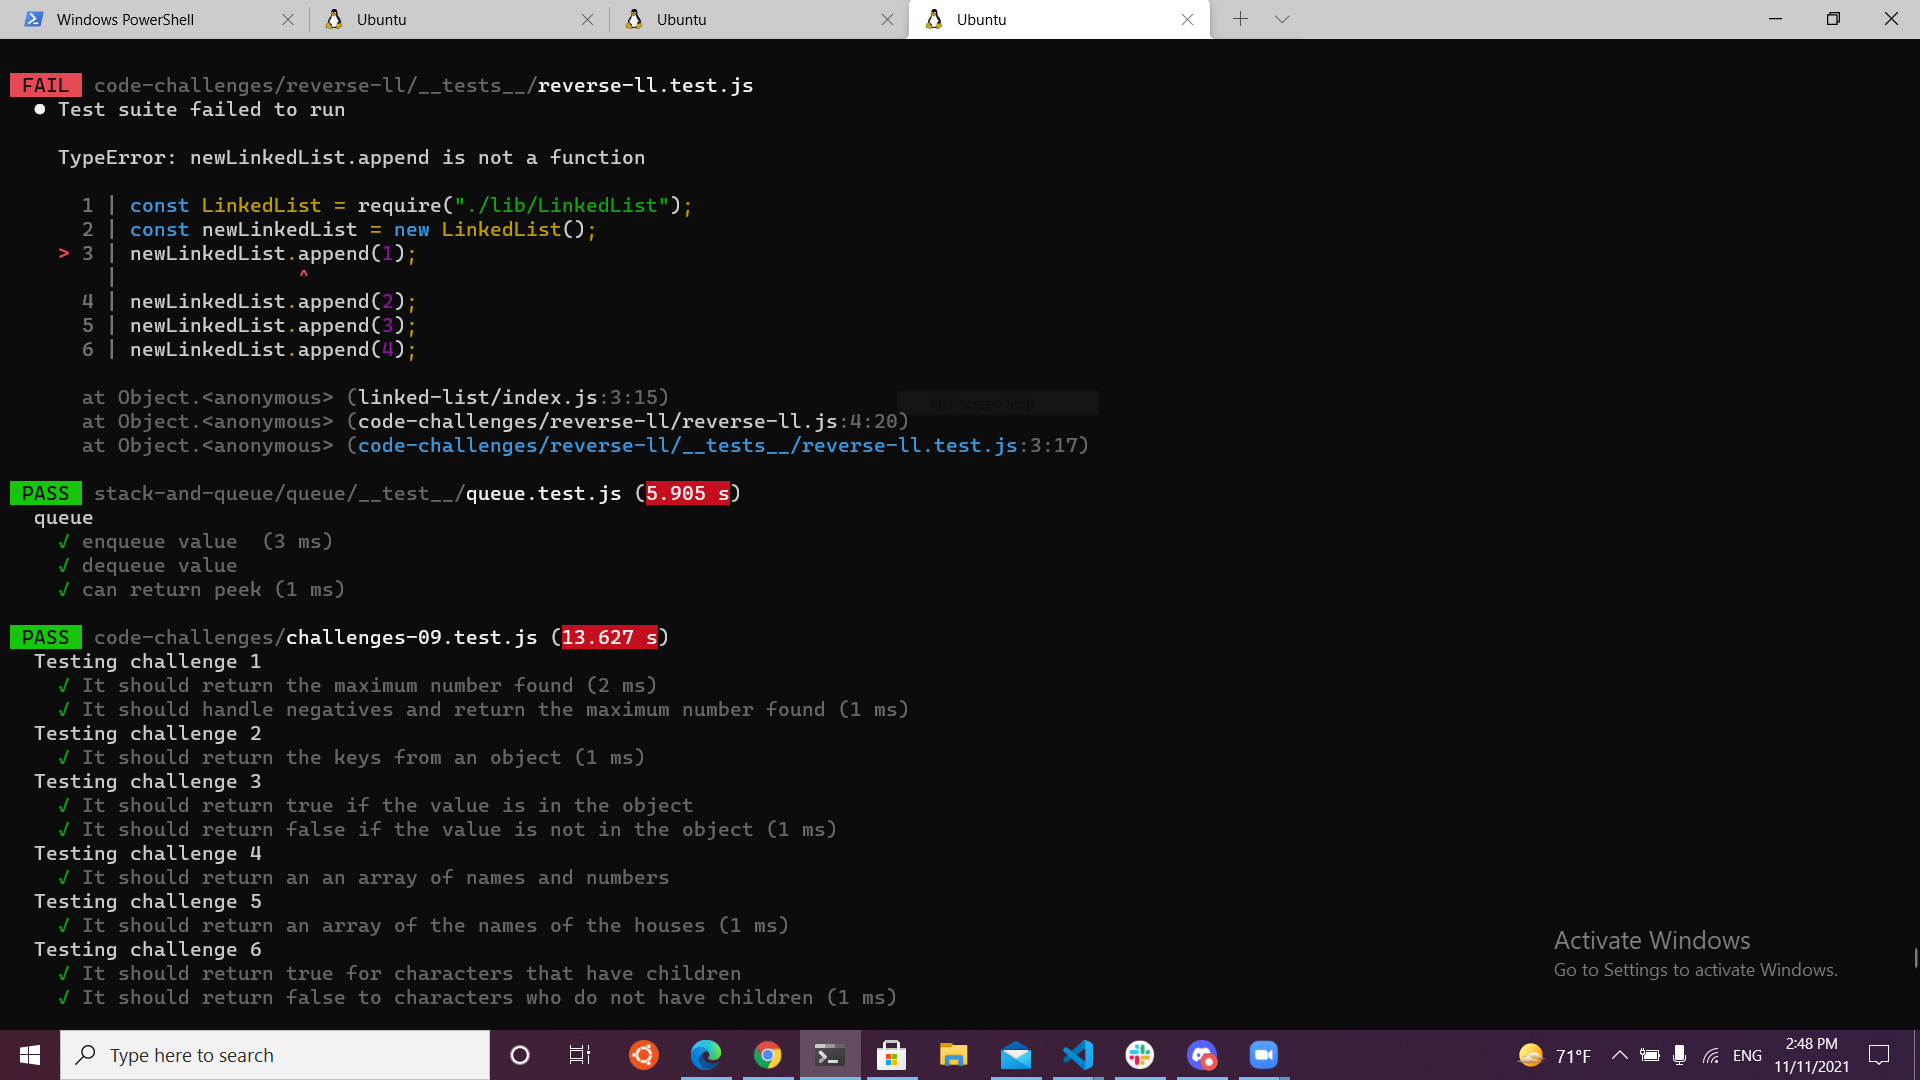 Windows PowerShell
Ubuntu
Ubuntu
Ubuntu
FAIL code-challenges/reverse-ll/__tests__/reverse-ll.test.js
● Test suite failed to run
TypeError: newLinkedList.append is not a function
1 | const LinkedList = require("./lib/LinkedList");
2 | const newLinkedList = new LinkedList();
> 3 | newLinkedList.append(1);
| ^
4 | newLinkedList.append(2);
5 | newLinkedList.append(3);
6 | newLinkedList.append(4);
at Object.<anonymous> (linked-list/index.js:3:15)
Full-screen Snip
at Object.<anonymous> (code-challenges/reverse-ll/reverse-ll.js:4:20)
at Object.<anonymous> (code-challenges/reverse-ll/__tests__/reverse-ll.test.js:3:17)
PASS stack-and-queue/queue/__test__/queue.test.js (5.905 s)
queue
√ enqueue value  (3 ms)
√ dequeue value
√ can return peek (1 ms)
PASS code-challenges/challenges-09.test.js (13.627 s)
Testing challenge 1
√ It should return the maximum number found (2 ms)
√ It should handle negatives and return the maximum number found (1 ms)
Testing challenge 2
√ It should return the keys from an object (1 ms)
Testing challenge 3
√ It should return true if the value is in the object
√ It should return false if the value is not in the object (1 ms)
Testing challenge 4
√ It should return an an array of names and numbers
Testing challenge 5
√ It should return an array of the names of the houses (1 ms)
Testing challenge 6
√ It should return true for characters that have children
√ It should return false to characters who do not have children (1 ms)
Activate Windows
Go to Settings to activate Windows.
Type here to search
71°F
ENG
2:48 PM
11/11/2021